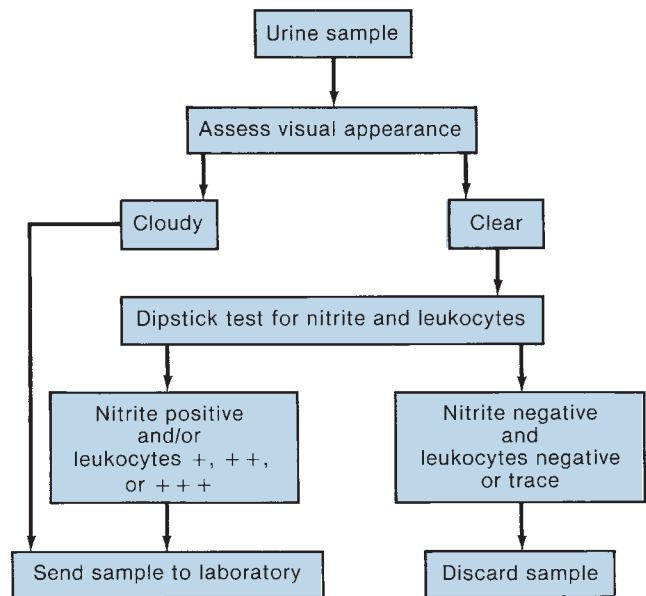 Urine sample
Assess visual appearance
Cloudy
Clear
Dipstick test for nitrite and leukocytes
Nitrite positive
and/or
leukocytes +, ++,
or +++
Nitrite negative
and
leukocytes negative
or trace
Send sample to laboratory
Discard sample